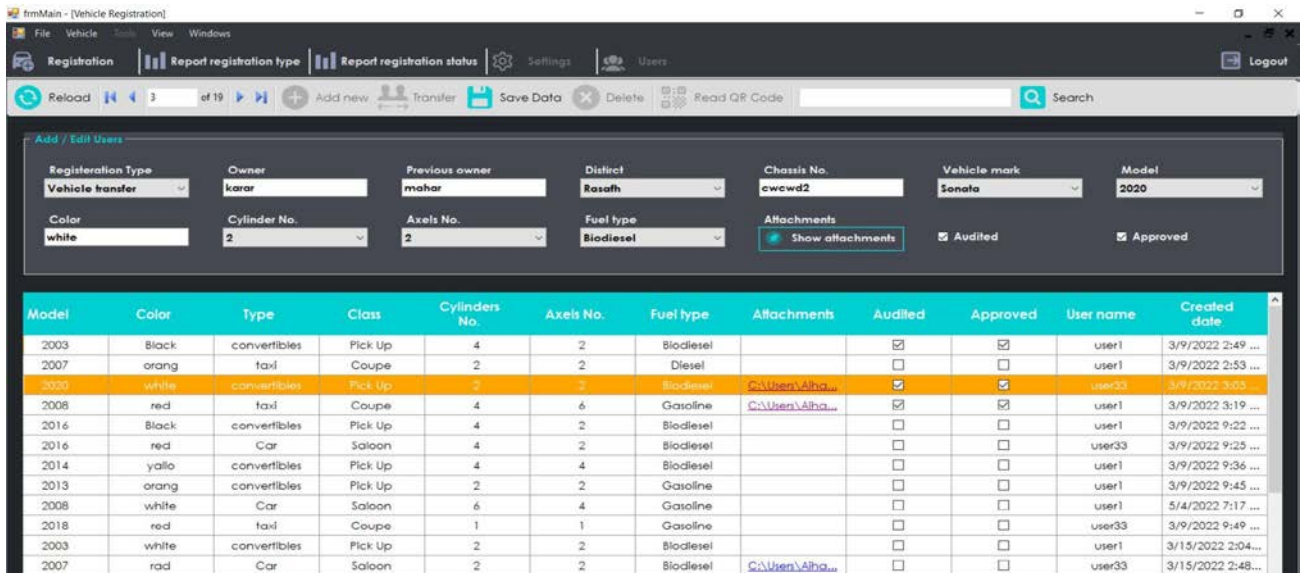 frmMain - [Vehicle Registration]
File Vehicle Tools View Windows
Registration Report registration type Report registration status Settings Users Logout
Reload 3 of 19 Add new Transfer Save Data Delete Read QR Code Search
Add / Edit Users
Registeration Type Owner Previous owner Distirct Chassis No. Vehicle mark Model
Vehicle transfer karar mahar Rasafh cwcwd2 Sonata 2020
Color Cylinder No. Axels No. Fuel type Attachments
white 2 2 Biodiesel Show attachments Audited Approved
Model Color Type Class Cylinders No. Axels No. Fuel type Attachments Audited Approved User name Created date
2003 Black convertibles Pick Up 4 2 Biodiesel user1 3/9/2022 2:49 ...
2007 orang taxi Coupe 2 2 Diesel user1 3/9/2022 2:53 ...
2020 white convertibles Pick Up 2 2 Biodiesel C:\Users\Alha... user33 3/9/2022 3:03 ...
2008 red taxi Coupe 4 6 Gasoline C:\Users\Alha... user1 3/9/2022 3:19 ...
2016 Black convertibles Pick Up 4 2 Biodiesel user1 3/9/2022 9:22 ...
2016 red Car Saloon 4 2 Biodiesel user33 3/9/2022 9:25 ...
2014 yallo convertibles Pick Up 4 4 Biodiesel user1 3/9/2022 9:36 ...
2013 orang convertibles Pick Up 2 2 Gasoline user1 3/9/2022 9:45 ...
2008 white Car Saloon 6 4 Gasoline user1 5/4/2022 7:17 ...
2018 red taxi Coupe 1 1 Gasoline user33 3/9/2022 9:49 ...
2003 white convertibles Pick Up 2 2 Biodiesel user1 3/15/2022 2:04...
2007 rad Car Saloon 2 2 Biodiesel C:\Users\Alha... user33 3/15/2022 2:48...